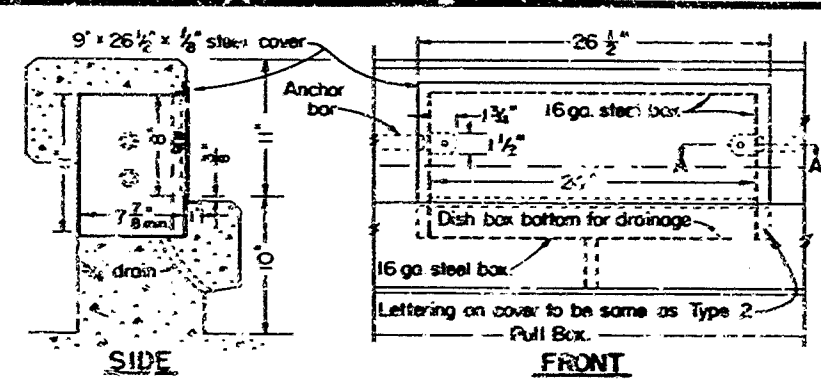 9" x 26 1/2" x 1/8" steel cover
Anchor
bar
11"
8"
7 7/8" min.
10"
drain
SIDE
26 1/2"
1 3/4"
1 1/2"
16 ga. steel box
A
A
Dish box bottom for drainage
16 ga. steel box
Lettering on cover to be same as Type 2
Pull Box.
FRONT